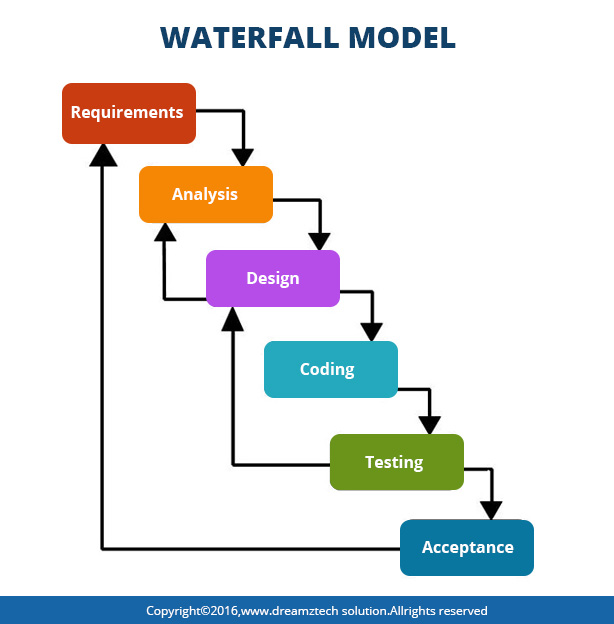 WATERFALL MODEL
Requirements
Analysis
Design
Coding
Testing
Acceptance
Copyright©2016,www.dreamztech solution.Allrights reserved